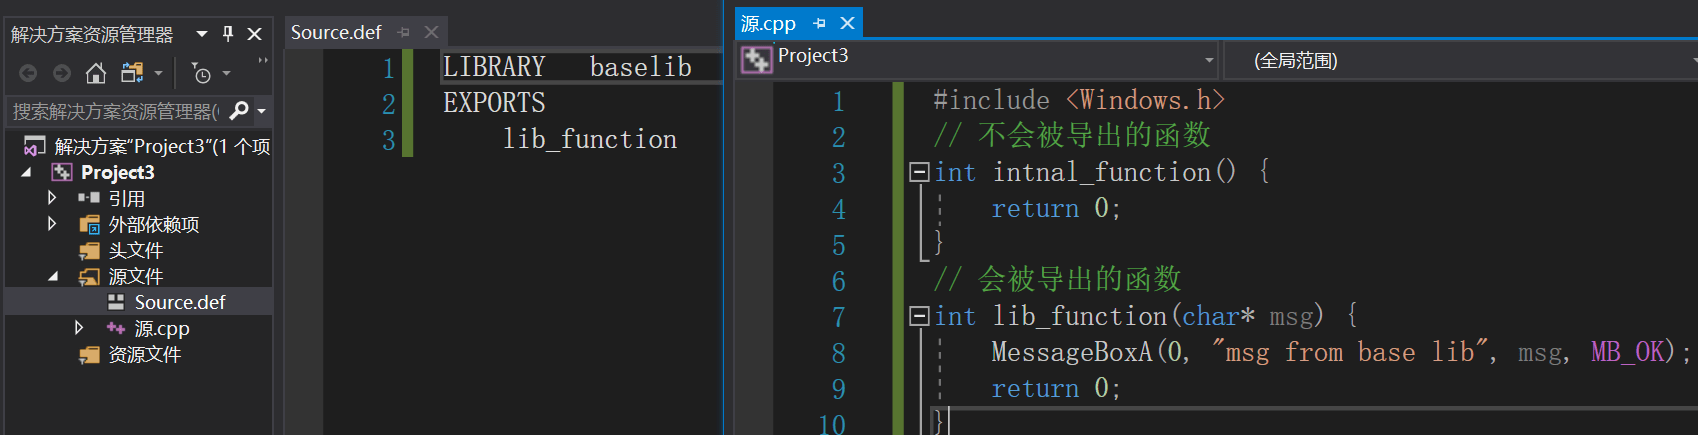 解决方案资源管理器
搜索解决方案资源管理器(
解决方案"Project3"(1 个项
Project3
引用
外部依赖项
头文件
源文件
Source.def
源.cpp
资源文件
Source.def
1 LIBRARY baselib
2 EXPORTS
3 lib_function
源.cpp
Project3
(全局范围)
1 #include <Windows.h>
2 // 不会被导出的函数
3 int intnal_function() {
4 return 0;
5 }
6 // 会被导出的函数
7 int lib_function(char* msg) {
8 MessageBoxA(0, "msg from base lib", msg, MB_OK);
9 return 0;
10 }